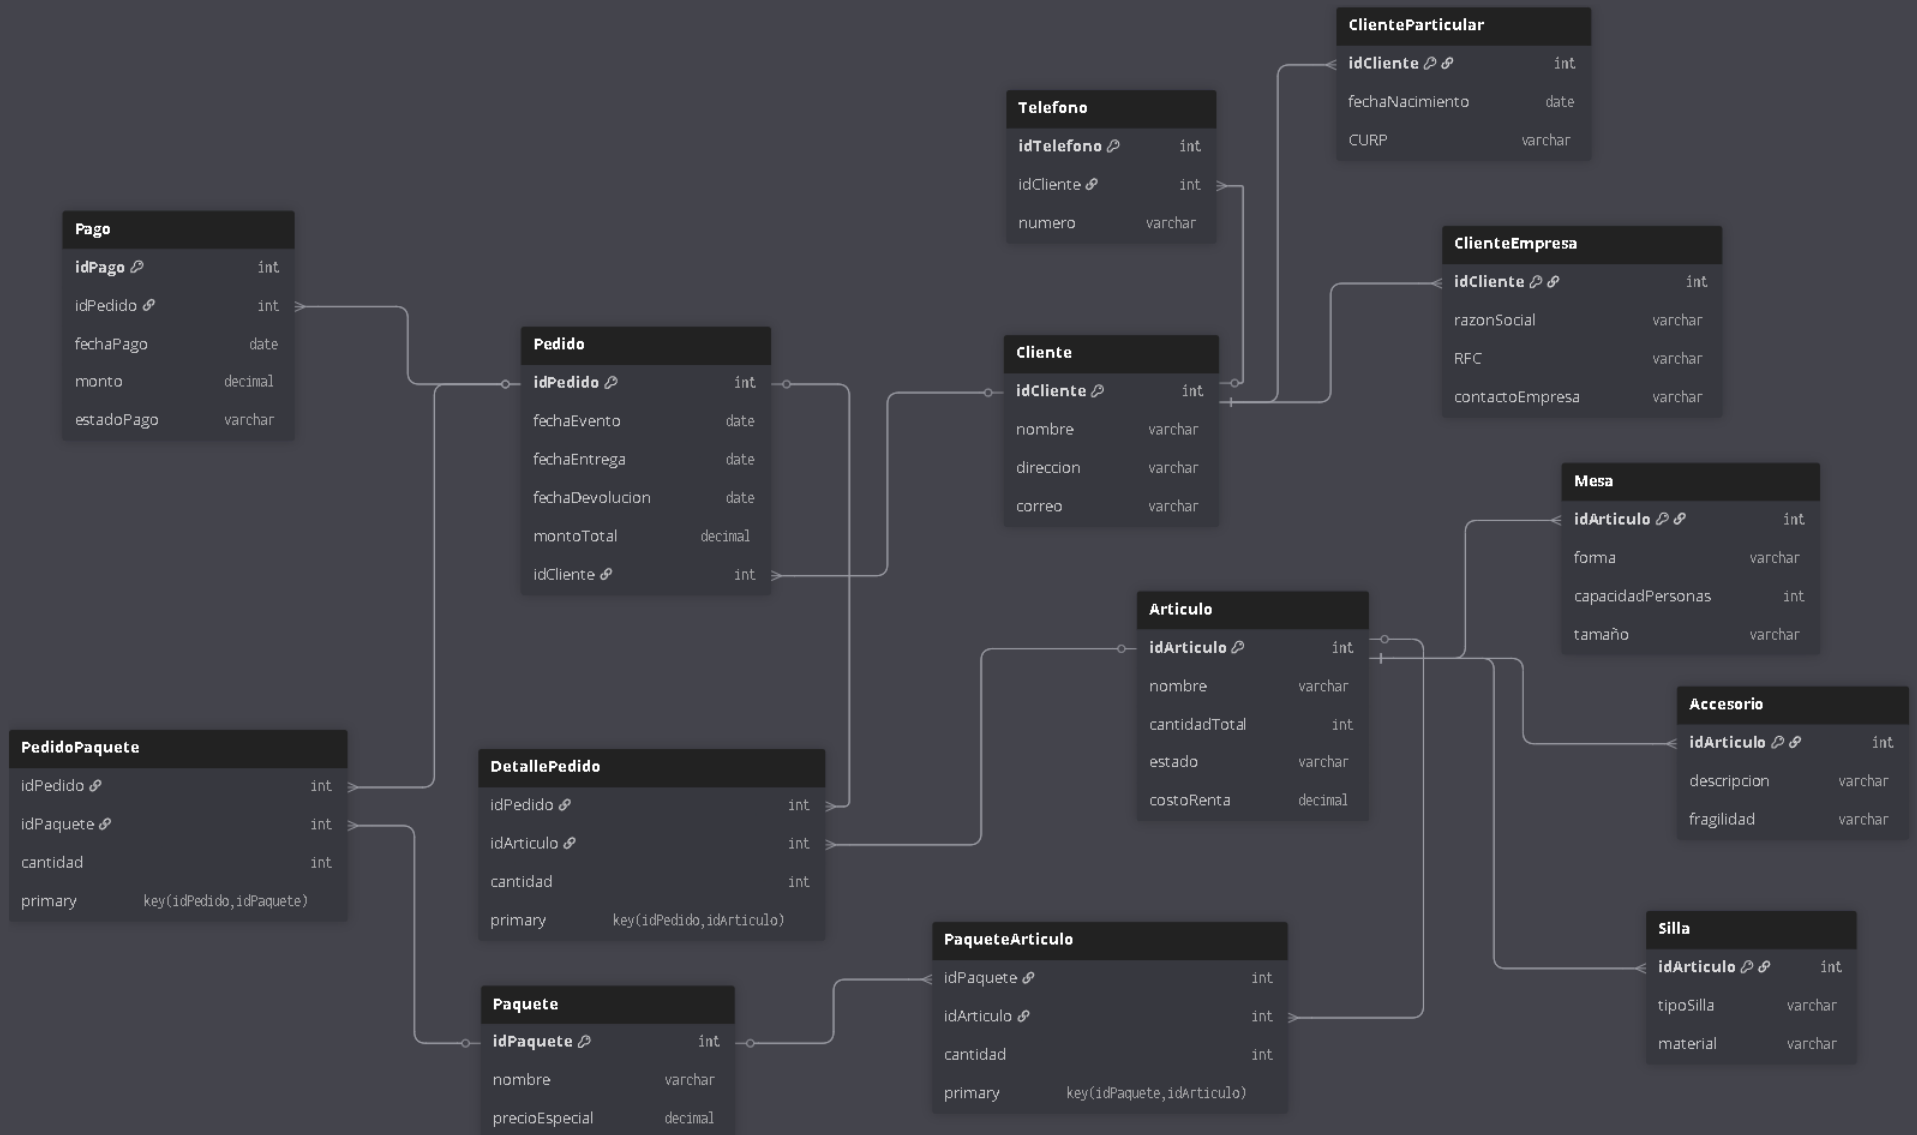 ClienteParticular
idCliente int
fechaNacimiento date
CURP varchar
Telefono
idTelefono int
idCliente int
numero varchar
Pago
idPago int
idPedido int
fechaPago date
monto decimal
estadoPago varchar
ClienteEmpresa
idCliente int
razonSocial varchar
RFC varchar
contactoEmpresa varchar
Pedido
idPedido int
fechaEvento date
fechaEntrega date
fechaDevolucion date
montoTotal decimal
idCliente int
Cliente
idCliente int
nombre varchar
direccion varchar
correo varchar
Mesa
idArticulo int
forma varchar
capacidadPersonas int
tamaño varchar
Articulo
idArticulo int
nombre varchar
cantidadTotal int
estado varchar
costoRenta decimal
Accesorio
idArticulo int
descripcion varchar
fragilidad varchar
PedidoPaquete
idPedido int
idPaquete int
cantidad int
primary key(idPedido,idPaquete)
DetallePedido
idPedido int
idArticulo int
cantidad int
primary key(idPedido,idArticulo)
PaqueteArticulo
idPaquete int
idArticulo int
cantidad int
primary key(idPaquete,idArticulo)
Silla
idArticulo int
tipoSilla varchar
material varchar
Paquete
idPaquete int
nombre varchar
precioEspecial decimal